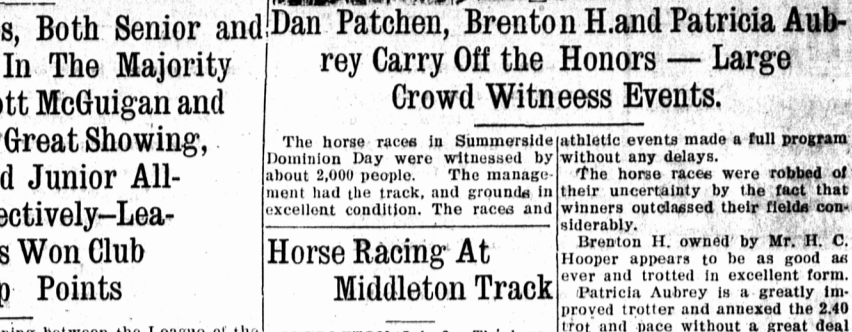 s, Both Senior and
In The Majority
tt McGuigan and
Great Showing,
d Junior All-
ectively—Lea-
s Won Club
p Points
Dan Patchen, Brenton H.and Patricia Aub-
rey Carry Off the Honors — Large
Crowd Witneess Events.
The horse races in Summerside
Dominion Day were witnessed by
about 2,000 people. The manage-
ment had the track, and grounds in
excellent condition. The races and
athletic events made a full program
without any delays.
The horse races were robbed of
their uncertainty by the fact that
winners outclassed their fields con-
siderably.
Brenton H. owned by Mr. H. C.
Hooper appears to be as good as
ever and trotted in excellent form.
Patricia Aubrey is a greatly im-
proved trotter and annexed the 2.40
trot and pace without a great deal
Horse Racing At
Middleton Track